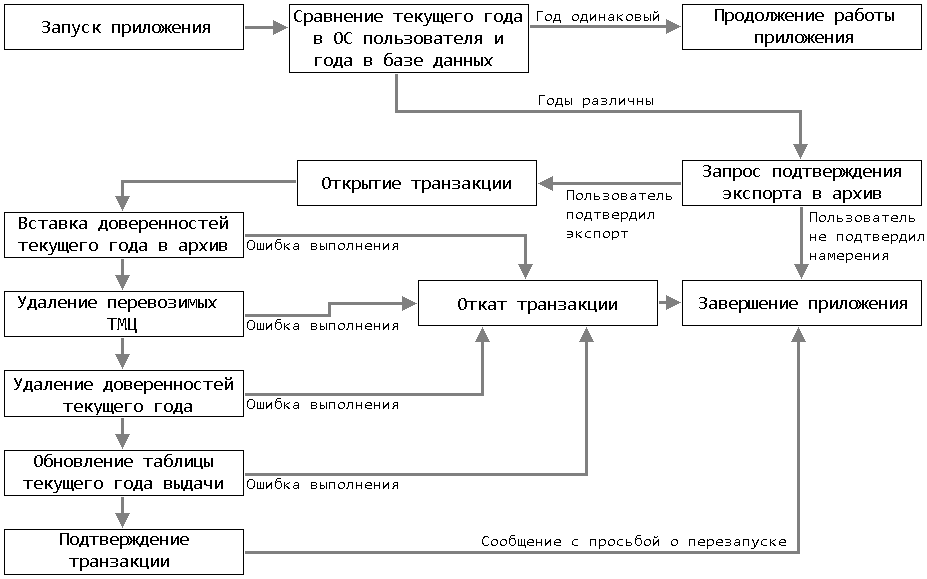 Запуск приложения
Сравнение текущего года
в ОС пользователя и
года в базе данных
Год одинаковый
Продолжение работы
приложения
Годы различны
Запрос подтверждения
экспорта в архив
Открытие транзакции
Пользователь
подтвердил
экспорт
Пользователь
не подтвердил
намерения
Вставка доверенностей
текущего года в архив
Ошибка выполнения
Удаление перевозимых
ТМЦ
Ошибка выполнения
Откат транзакции
Завершение приложения
Удаление доверенностей
текущего года
Ошибка выполнения
Обновление таблицы
текущего года выдачи
Ошибка выполнения
Подтверждение
транзакции
Сообщение с просьбой о перезапуске